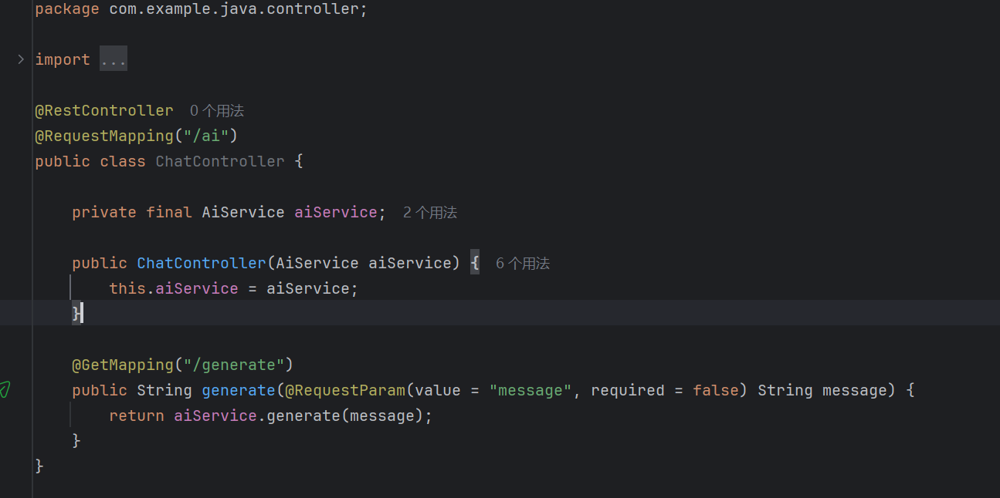 package com.example.java.controller;
import ...
@RestController 0 个用法
@RequestMapping("/ai")
public class ChatController {
private final AiService aiService; 2 个用法
public ChatController(AiService aiService) { 6 个用法
this.aiService = aiService;
}
@GetMapping("/generate")
public String generate(@RequestParam(value = "message", required = false) String message) {
return aiService.generate(message);
}
}